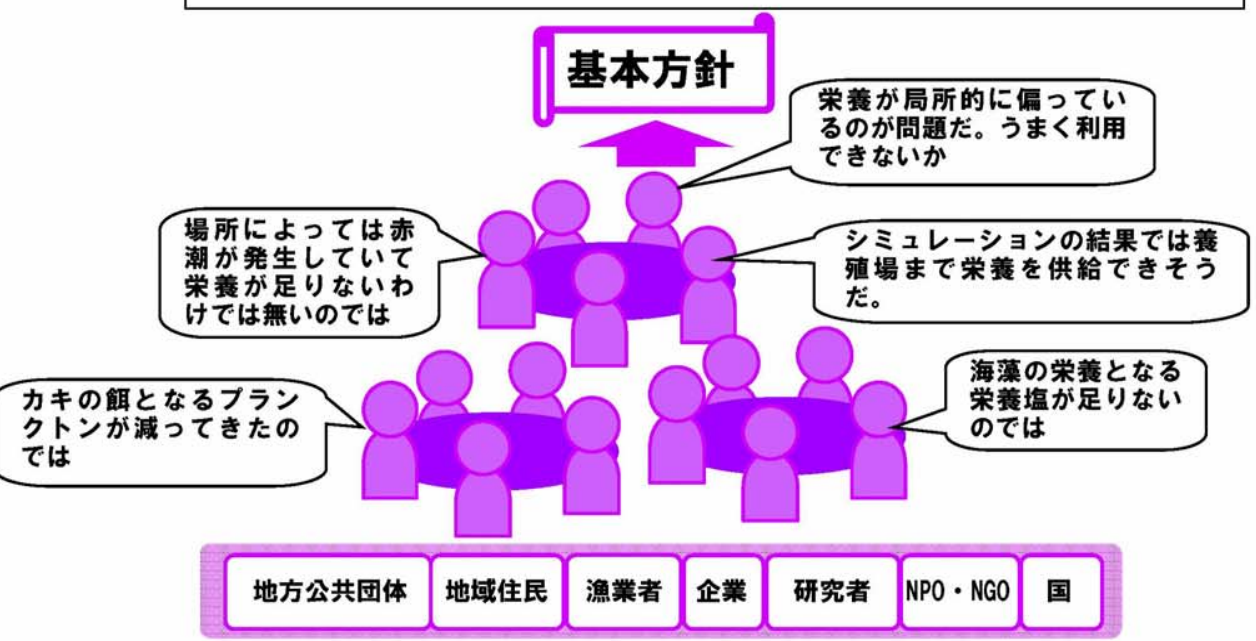 基本方針
栄養が局所的に偏ってい
るのが問題だ。うまく利用
できないか
場所によっては赤
潮が発生していて
栄養が足りないわ
けでは無いのでは
シミュレーションの結果では養
殖場まで栄養を供給できそう
だ。
カキの餌となるプラン
クトンが減ってきたの
では
海藻の栄養となる
栄養塩が足りない
のでは
地方公共団体 地域住民 漁業者 企業 研究者 NPO・NGO 国